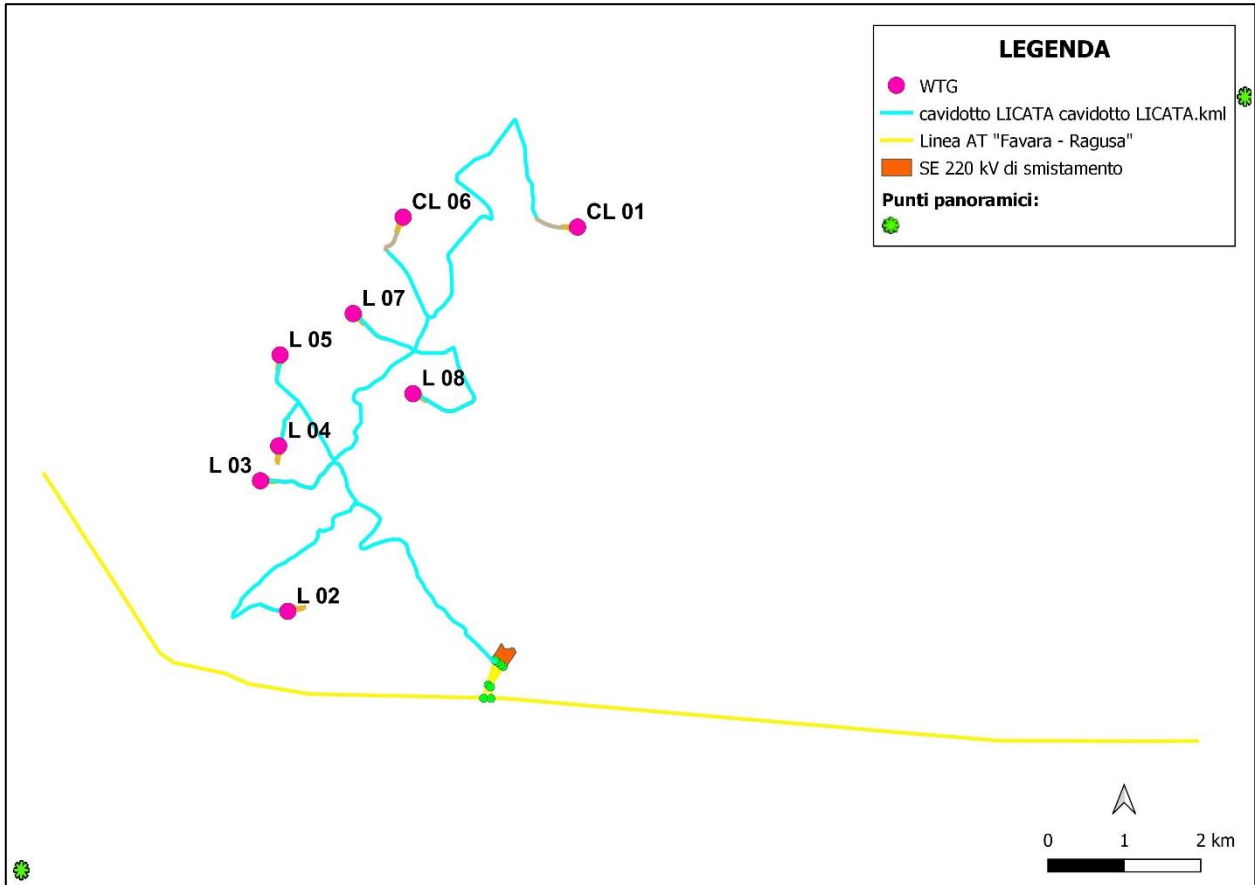 LEGENDA
WTG
cavidotto LICATA cavidotto LICATA.kml
Linea AT "Favara - Ragusa"
SE 220 kV di smistamento
Punti panoramici:
CL 06
CL 01
L 07
L 05
L 08
L 04
L 03
L 02
0 1 2 km